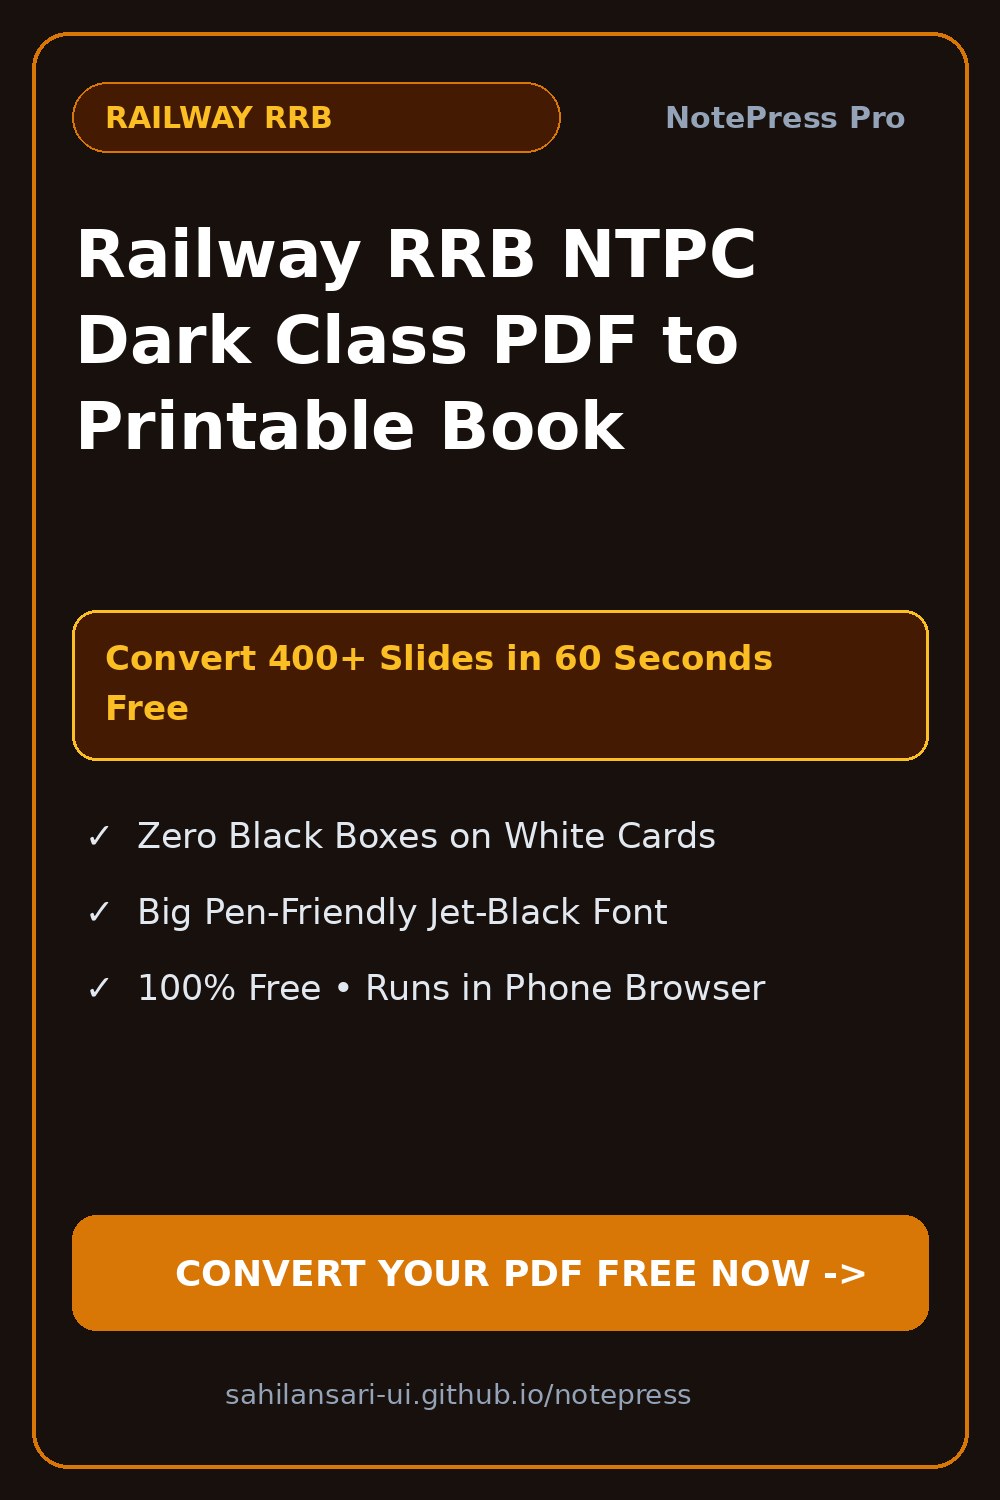 RAILWAY RRB
NotePress Pro
Railway RRB NTPC
Dark Class PDF to
Printable Book
Convert 400+ Slides in 60 Seconds
Free
✓ Zero Black Boxes on White Cards
✓ Big Pen-Friendly Jet-Black Font
✓ 100% Free • Runs in Phone Browser
CONVERT YOUR PDF FREE NOW ->
sahilansari-ui.github.io/notepress